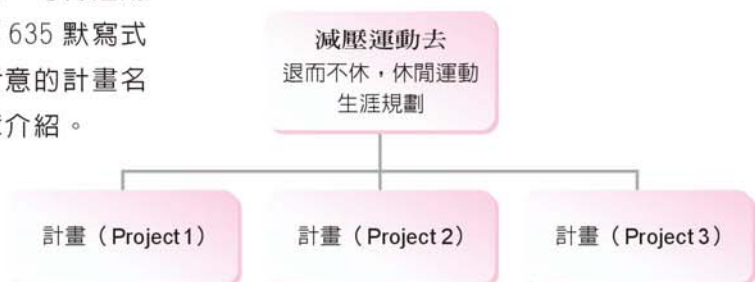 635 默寫式
意的計畫名
介紹。
減壓運動去
退而不休，休閒運動
生涯規劃
計畫（Project 1）
計畫（Project 2）
計畫（Project 3）